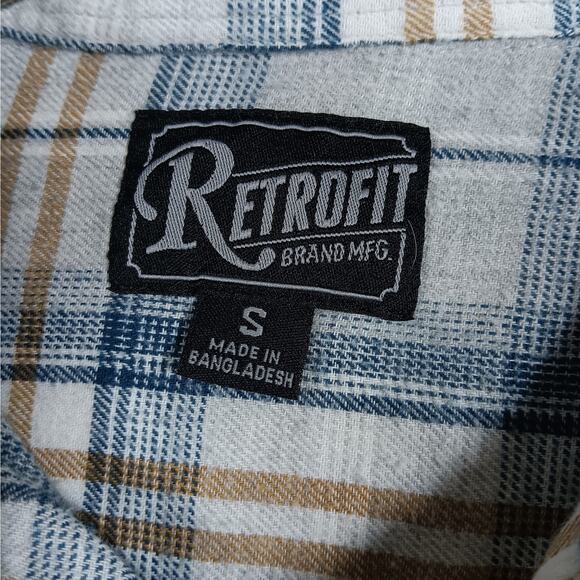 RETROFIT
BRAND MFG.
S
MADE IN
BANGLADESH